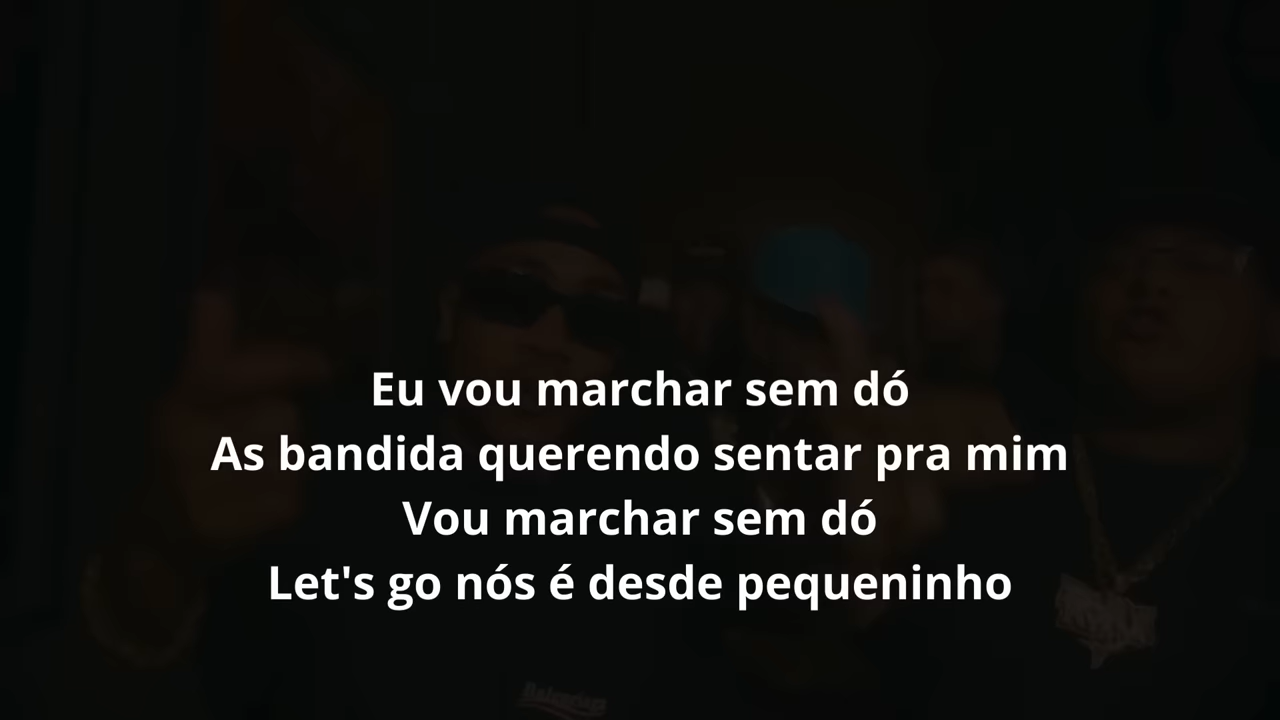 Eu vou marchar sem dó
As bandida querendo sentar pra mim
Vou marchar sem dó
Let's go nós é desde pequeninho